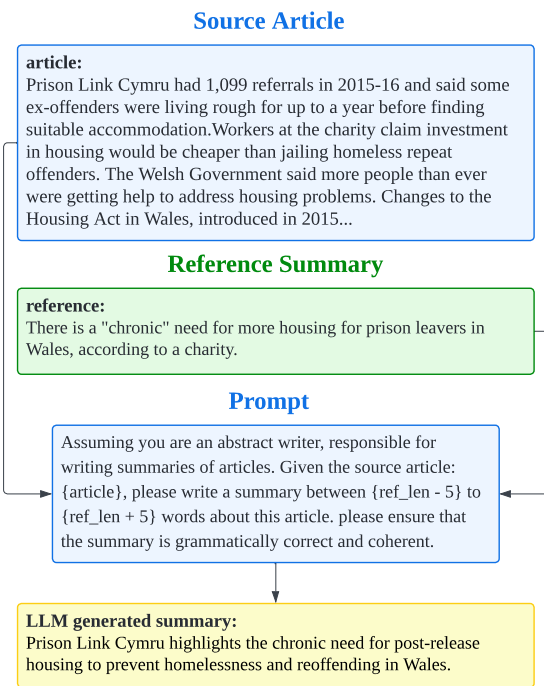 Source Article
article:
Prison Link Cymru had 1,099 referrals in 2015-16 and said some
ex-offenders were living rough for up to a year before finding
suitable accommodation.Workers at the charity claim investment
in housing would be cheaper than jailing homeless repeat
offenders. The Welsh Government said more people than ever
were getting help to address housing problems. Changes to the
Housing Act in Wales, introduced in 2015...
Reference Summary
reference:
There is a "chronic" need for more housing for prison leavers in
Wales, according to a charity.
Prompt
Assuming you are an abstract writer, responsible for
writing summaries of articles. Given the source article:
{article}, please write a summary between {ref_len - 5} to
{ref_len + 5} words about this article. please ensure that
the summary is grammatically correct and coherent.
LLM generated summary:
Prison Link Cymru highlights the chronic need for post-release
housing to prevent homelessness and reoffending in Wales.